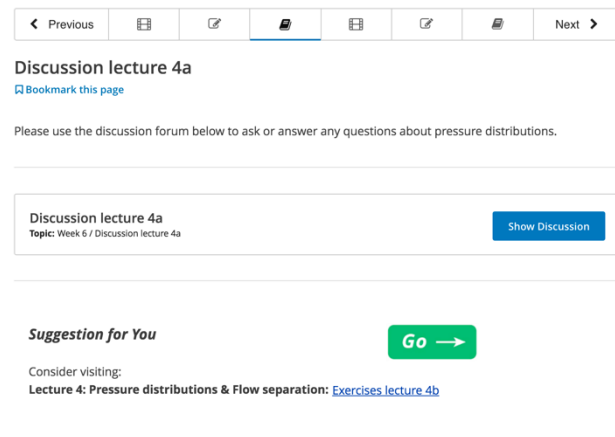 Previous
Next
Discussion lecture 4a
Bookmark this page
Please use the discussion forum below to ask or answer any questions about pressure distributions.
Discussion lecture 4a
Topic: Week 6 / Discussion lecture 4a
Show Discussion
Suggestion for You
Go
Consider visiting:
Lecture 4: Pressure distributions & Flow separation: Exercises lecture 4b